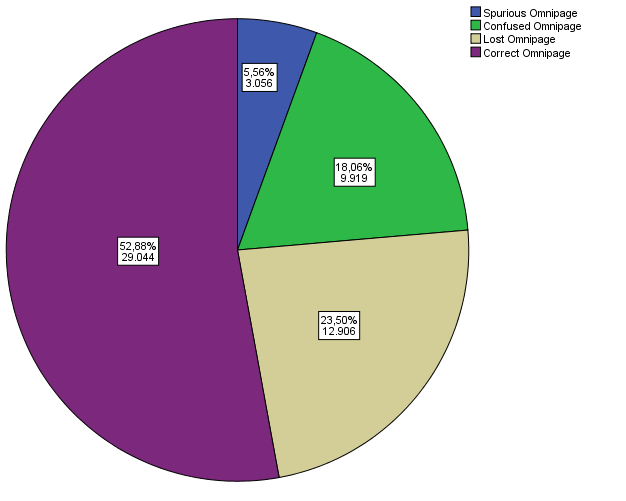 Spurious Omnipage
Confused Omnipage
Lost Omnipage
Correct Omnipage
5,56%
3.056
18,06%
9.919
52,88%
29.044
23,50%
12.906